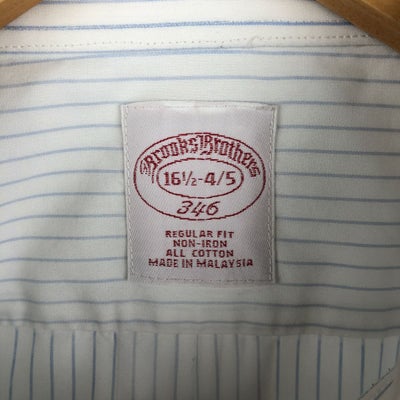 Brooks Brothers
16½-4/5
346
REGULAR FIT
NON-IRON
ALL COTTON
MADE IN MALAYSIA